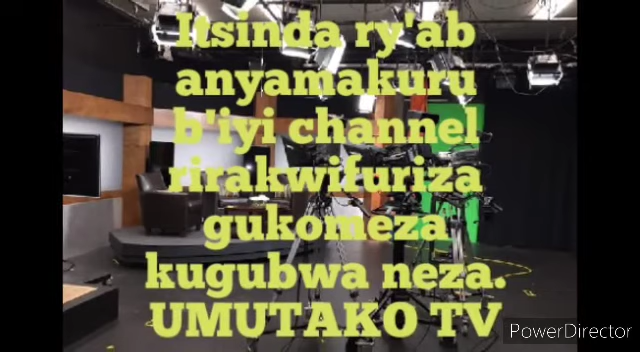 Itsinda ry'ab
anyamakuru
b'iyi channel
rirakwifuriza
gukomeza
kugubwa neza.
UMUTAKO TV
PowerDirector